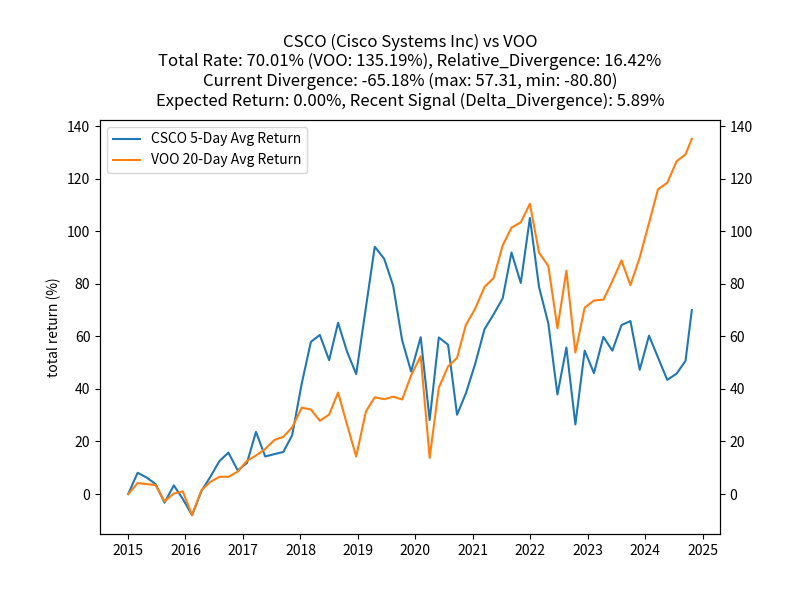 CSCO (Cisco Systems Inc) vs VOO
Total Rate: 70.01% (VOO: 135.19%), Relative_Divergence: 16.42%
Current Divergence: -65.18% (max: 57.31, min: -80.80)
Expected Return: 0.00%, Recent Signal (Delta_Divergence): 5.89%
CSCO 5-Day Avg Return
VOO 20-Day Avg Return
total return (%)
140
120
100
80
60
40
20
0
140
120
100
80
60
40
20
0
2015 2016 2017 2018 2019 2020 2021 2022 2023 2024 2025